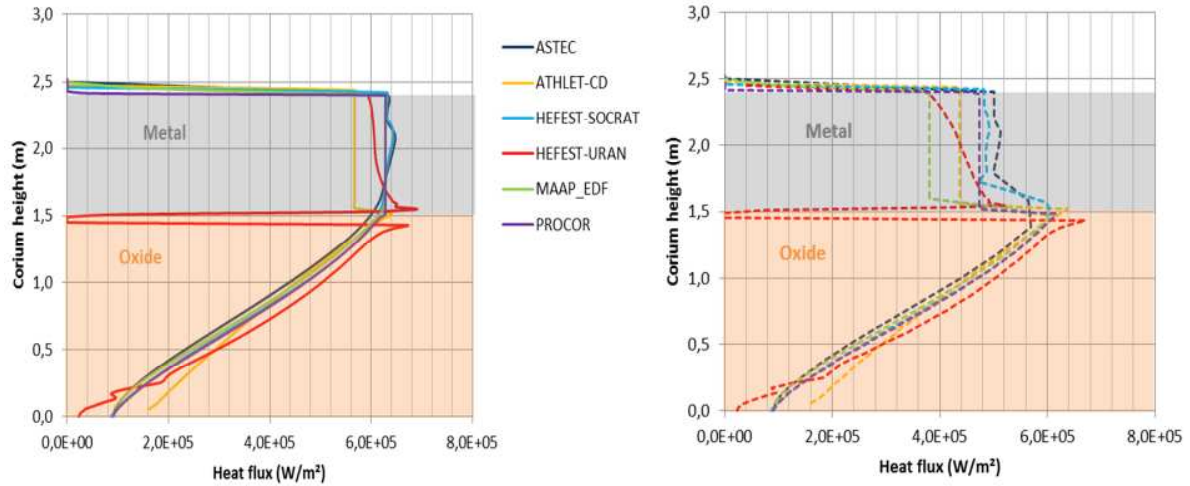 3,0
2,5
2,0
1,5
1,0
0,5
0,0
Corium height (m)
Metal
Oxide
0,0E+00
2,0E+05
4,0E+05
6,0E+05
8,0E+05
Heat flux (W/m²)
ASTEC
ATHLET-CD
HEFEST-SOCRAT
HEFEST-URAN
MAAP_EDF
PROCOR
3,0
2,5
2,0
1,5
1,0
0,5
0,0
Corium height (m)
Metal
Oxide
0,0E+00
2,0E+05
4,0E+05
6,0E+05
8,0E+05
Heat flux (W/m²)